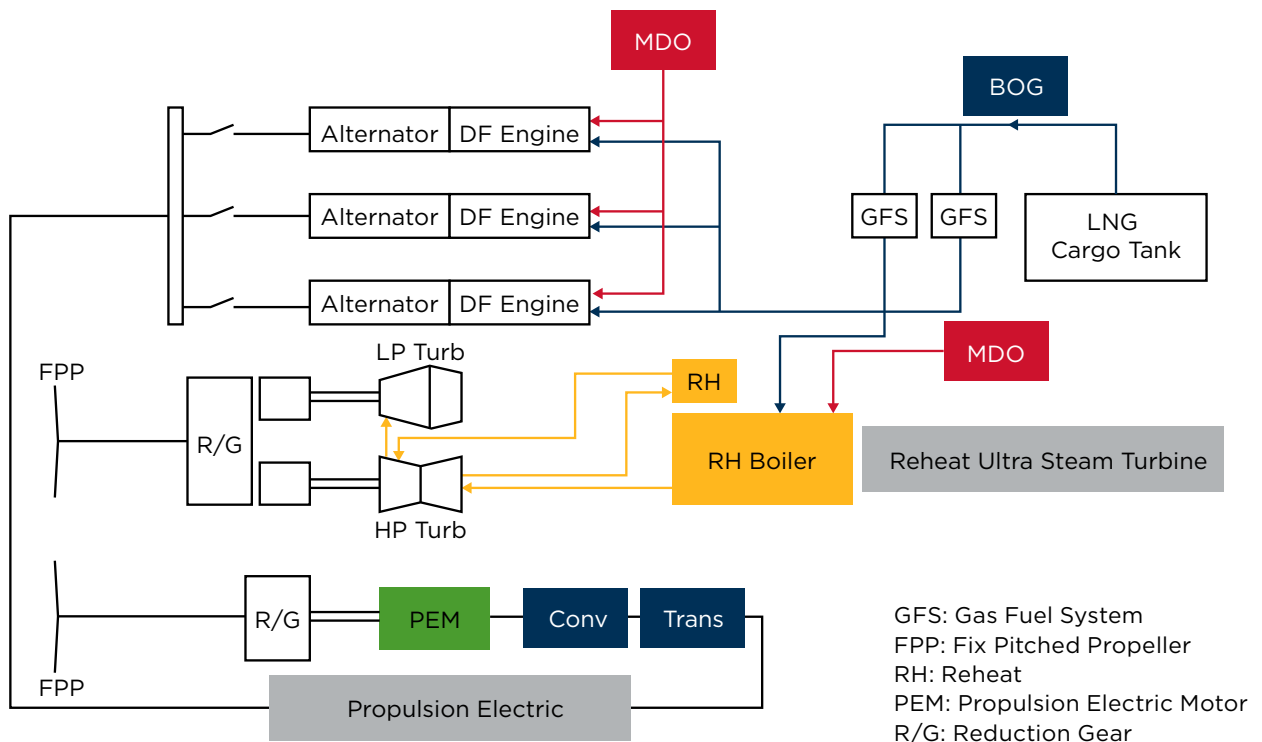 MDO
BOG
Alternator
DF Engine
GFS
GFS
LNG
Cargo Tank
Alternator
DF Engine
Alternator
DF Engine
MDO
LP Turb
FPP
RH
R/G
RH Boiler
Reheat Ultra Steam Turbine
HP Turb
R/G
PEM
Conv
Trans
FPP
Propulsion Electric
GFS: Gas Fuel System
FPP: Fix Pitched Propeller
RH: Reheat
PEM: Propulsion Electric Motor
R/G: Reduction Gear